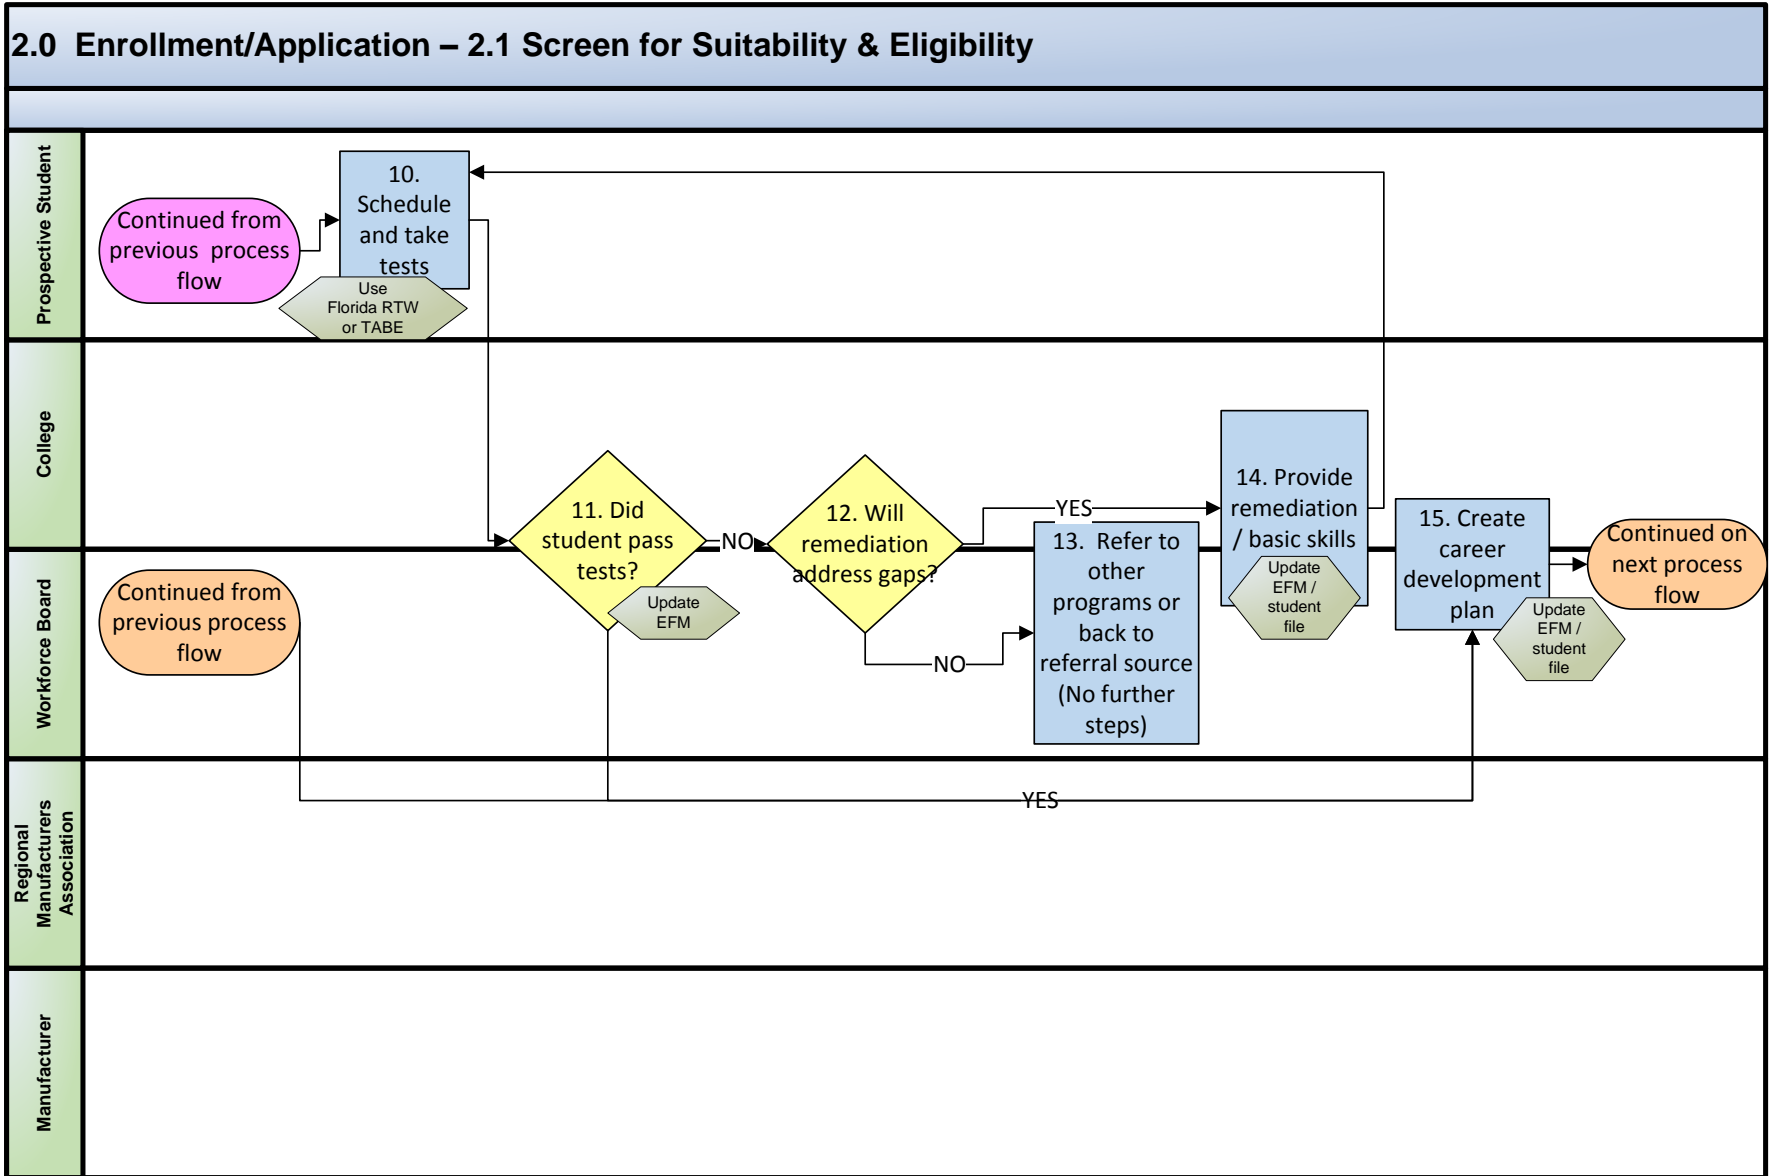 2.0  Enrollment/Application – 2.1 Screen for Suitability & Eligibility
Prospective Student
Continued from
previous  process
flow
10.
Schedule
and take
tests
Use
Florida RTW
or TABE
College
11. Did
student pass
tests?
Update
EFM
NO
12. Will
remediation
address gaps?
YES
NO
13.  Refer to
other
programs or
back to
referral source
(No further
steps)
14. Provide
remediation
/ basic skills
Update
EFM /
student
file
15. Create
career
development
plan
Update
EFM /
student
file
Continued on
next process
flow
Workforce Board
Continued from
previous process
flow
YES
Regional
Manufacturers
Association
Manufacturer